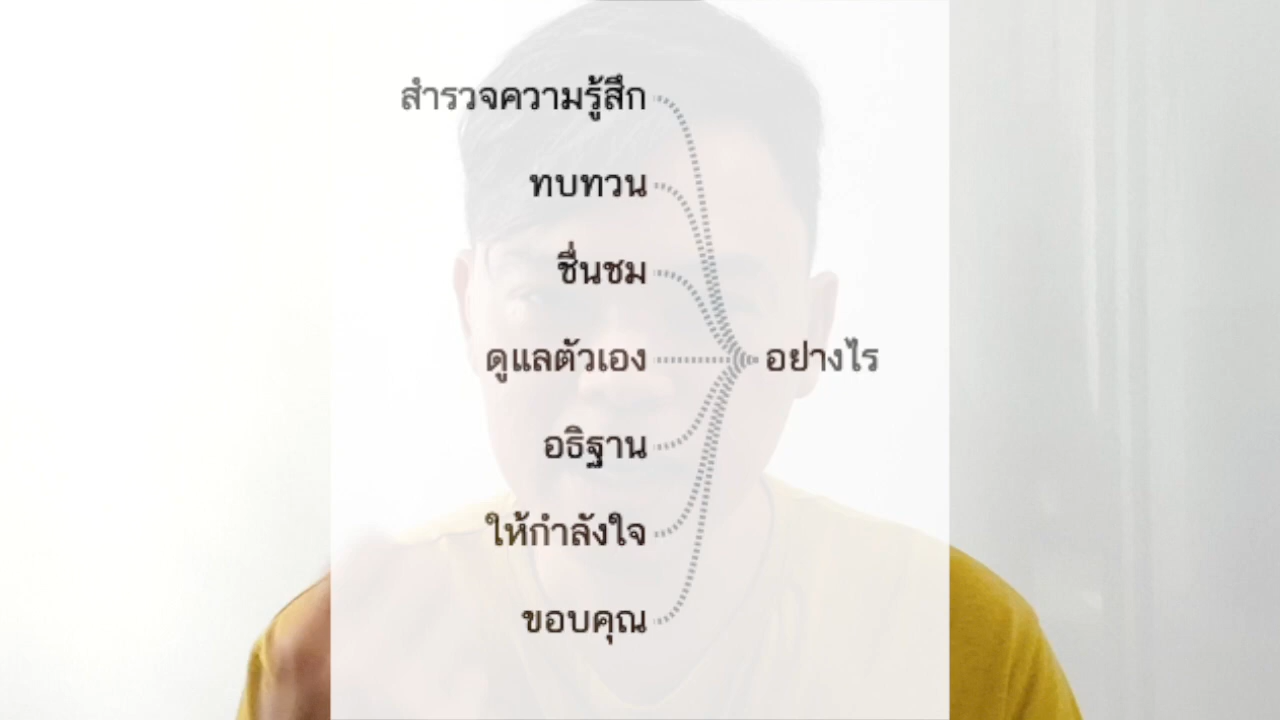 สำรวจความรู้สึก
ทบทวน
ชื่นชม
ดูแลตัวเอง
อย่างไร
อธิฐาน
ให้กำลังใจ
ขอบคุณ